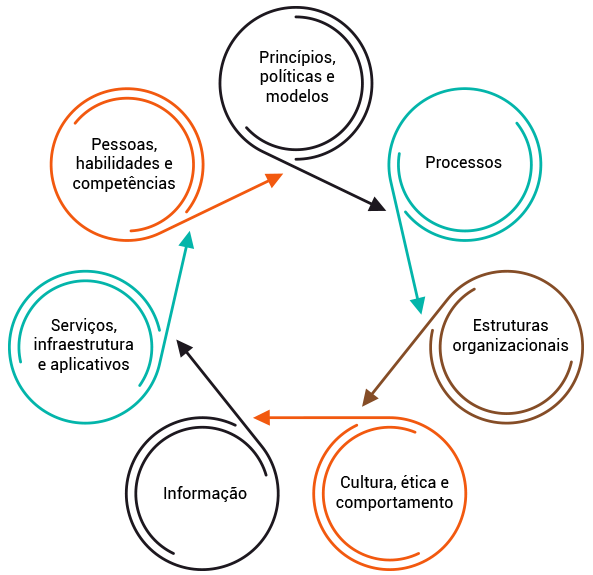 Princípios,
políticas e
modelos
Processos
Estruturas
organizacionais
Cultura, ética e
comportamento
Informação
Serviços,
infraestrutura
e aplicativos
Pessoas,
habilidades e
competências